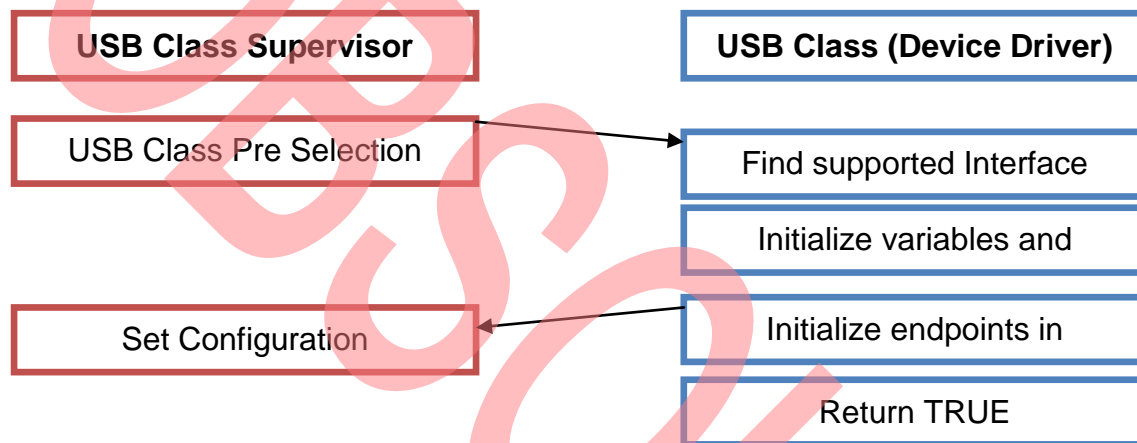 USB Class Supervisor
USB Class (Device Driver)
USB Class Pre Selection
Find supported Interface
Initialize variables and
Set Configuration
Initialize endpoints in
Return TRUE